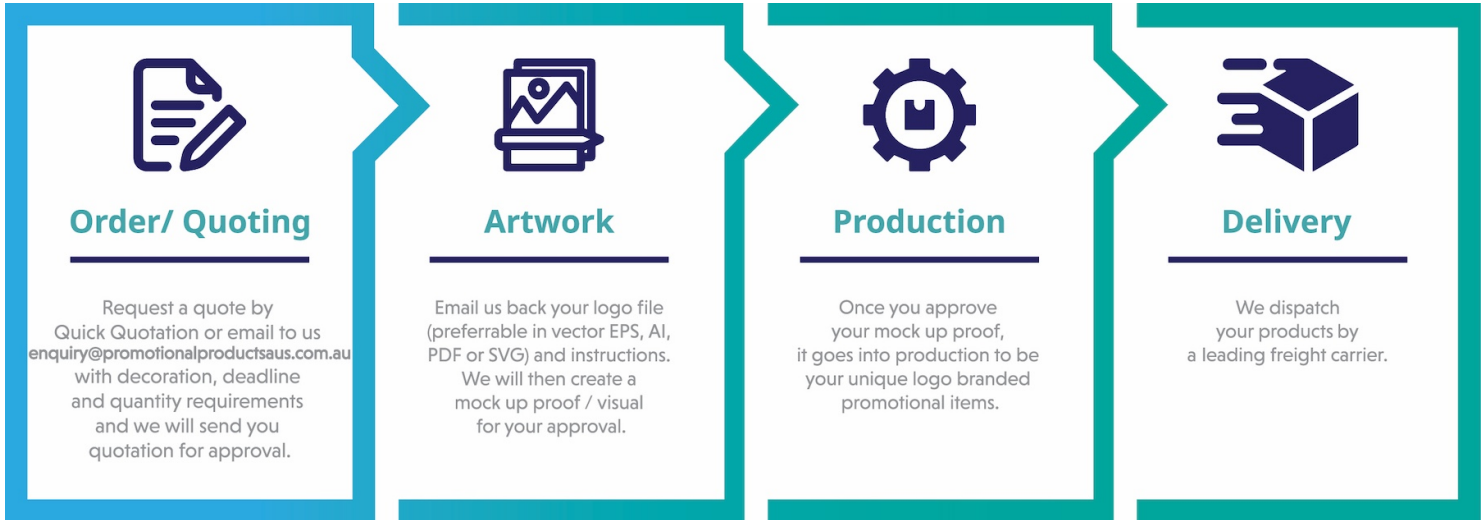 Order/ Quoting
Request a quote by
Quick Quotation or email to us
enquiry@promotionalproductsaus.com.au
with decoration, deadline
and quantity requirements
and we will send you
quotation for approval.
Artwork
Email us back your logo file
(preferrable in vector EPS, AI,
PDF or SVG) and instructions.
We will then create a
mock up proof / visual
for your approval.
Production
Once you approve
your mock up proof,
it goes into production to be
your unique logo branded
promotional items.
Delivery
We dispatch
your products by
a leading freight carrier.